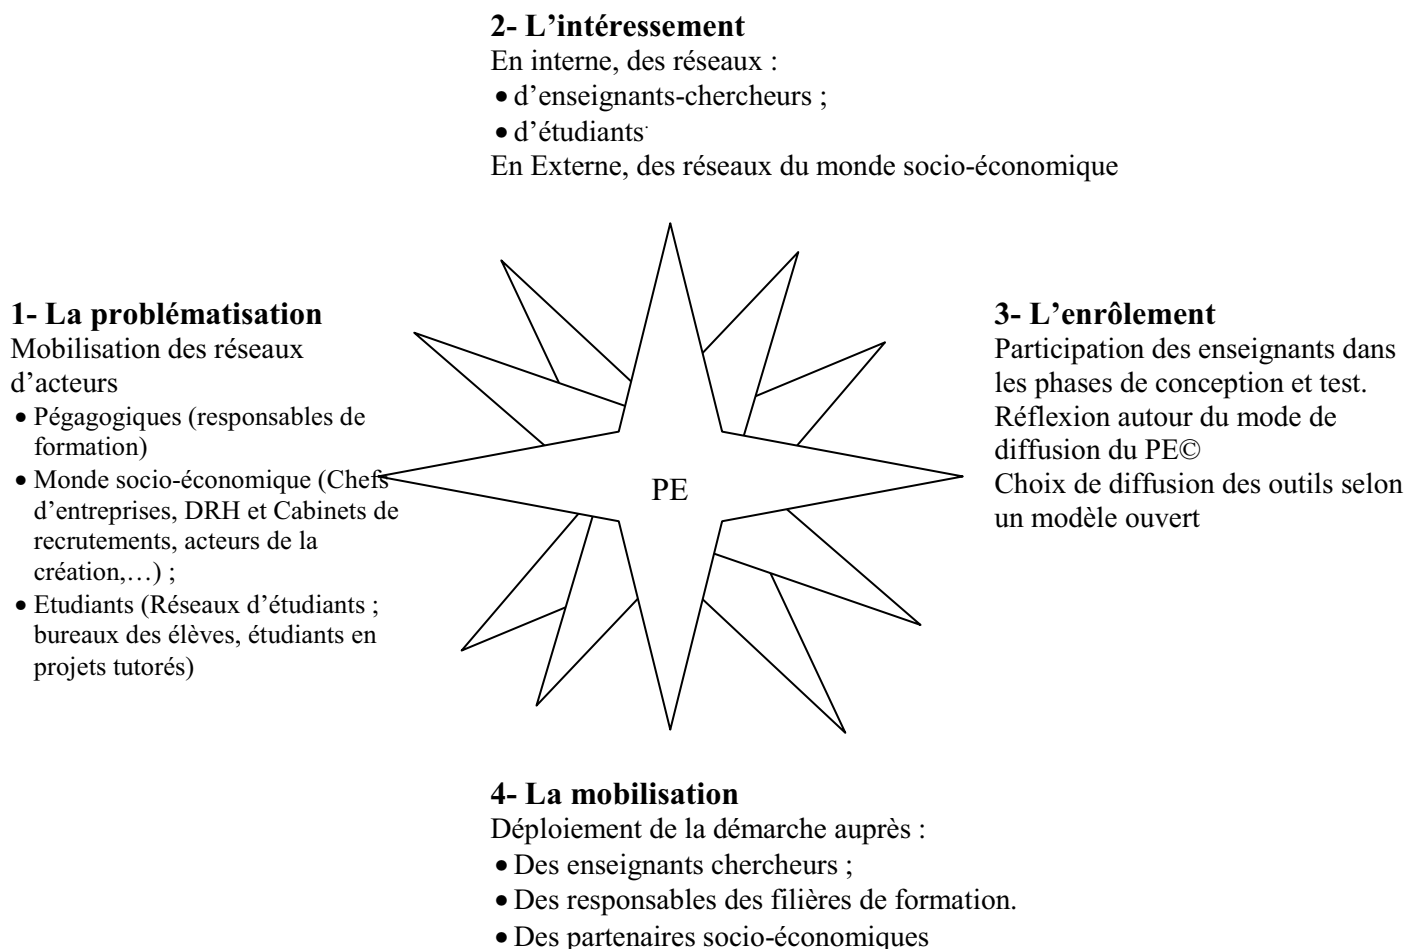 2- L’intéressement
En interne, des réseaux :
• d’enseignants-chercheurs ;
• d’étudiants.
En Externe, des réseaux du monde socio-économique
1- La problématisation
Mobilisation des réseaux
d’acteurs
• Pégagogiques (responsables de
formation)
• Monde socio-économique (Chefs
d’entreprises, DRH et Cabinets de
recrutements, acteurs de la
création,…) ;
• Etudiants (Réseaux d’étudiants ;
bureaux des élèves, étudiants en
projets tutorés)
PE
3- L’enrôlement
Participation des enseignants dans
les phases de conception et test.
Réflexion autour du mode de
diffusion du PE©
Choix de diffusion des outils selon
un modèle ouvert
4- La mobilisation
Déploiement de la démarche auprès :
• Des enseignants chercheurs ;
• Des responsables des filières de formation.
• Des partenaires socio-économiques